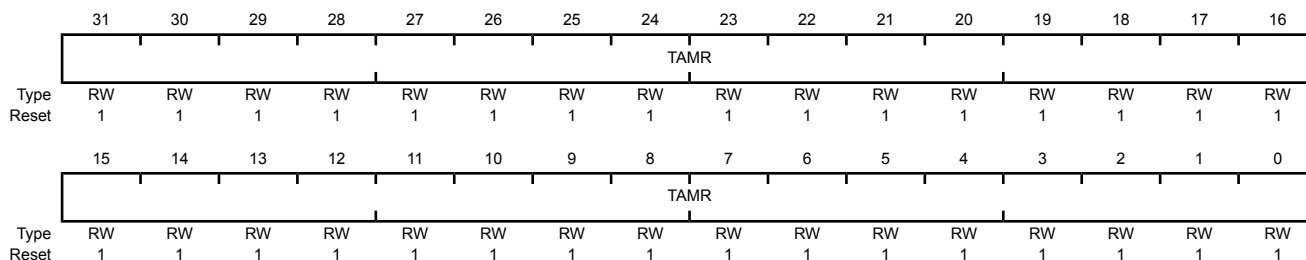 31 30 29 28 27 26 25 24 23 22 21 20 19 18 17 16
TAMR
Type RW RW RW RW RW RW RW RW RW RW RW RW RW RW RW RW
Reset 1 1 1 1 1 1 1 1 1 1 1 1 1 1 1 1
15 14 13 12 11 10 9 8 7 6 5 4 3 2 1 0
TAMR
Type RW RW RW RW RW RW RW RW RW RW RW RW RW RW RW RW
Reset 1 1 1 1 1 1 1 1 1 1 1 1 1 1 1 1